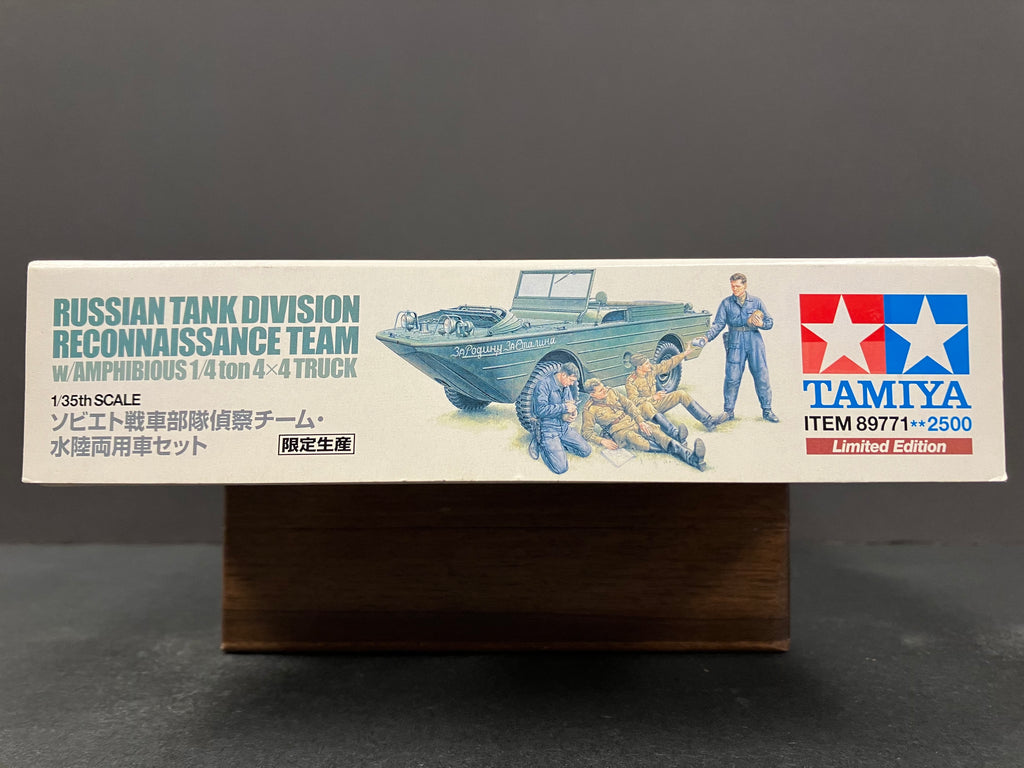 RUSSIAN TANK DIVISION
RECONNAISSANCE TEAM
w/AMPHIBIOUS 1/4 ton 4×4 TRUCK
1/35th SCALE
ソビエト戦車部隊偵察チーム・
水陸両用車セット
限定生産
За Родину За Сталина
TAMIYA
ITEM 89771**2500
Limited Edition